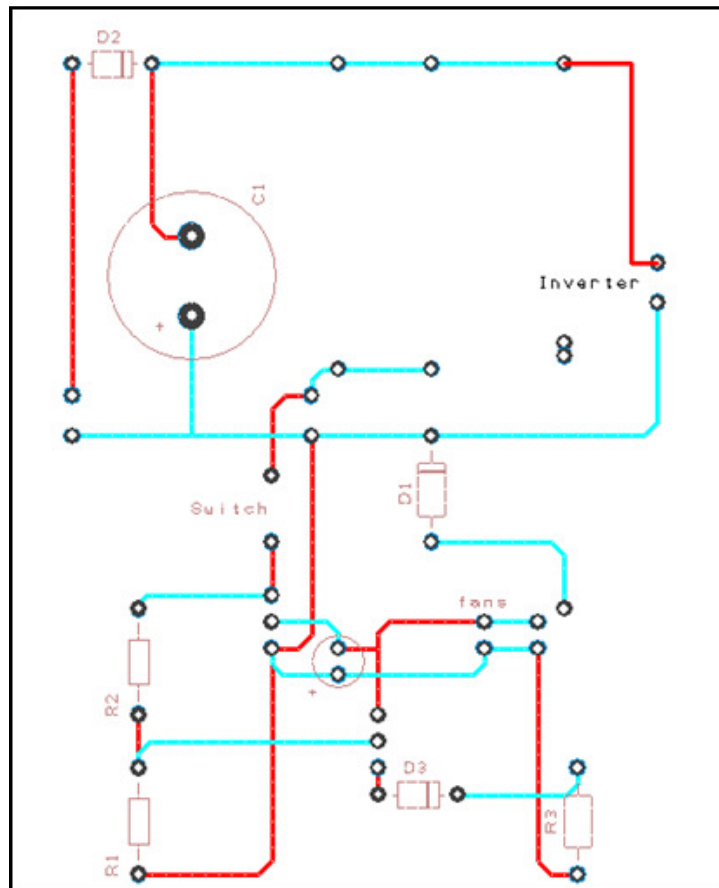 D2
C1
Inverter
+
D1
Switch
fans
R2
+
D3
R3
R1